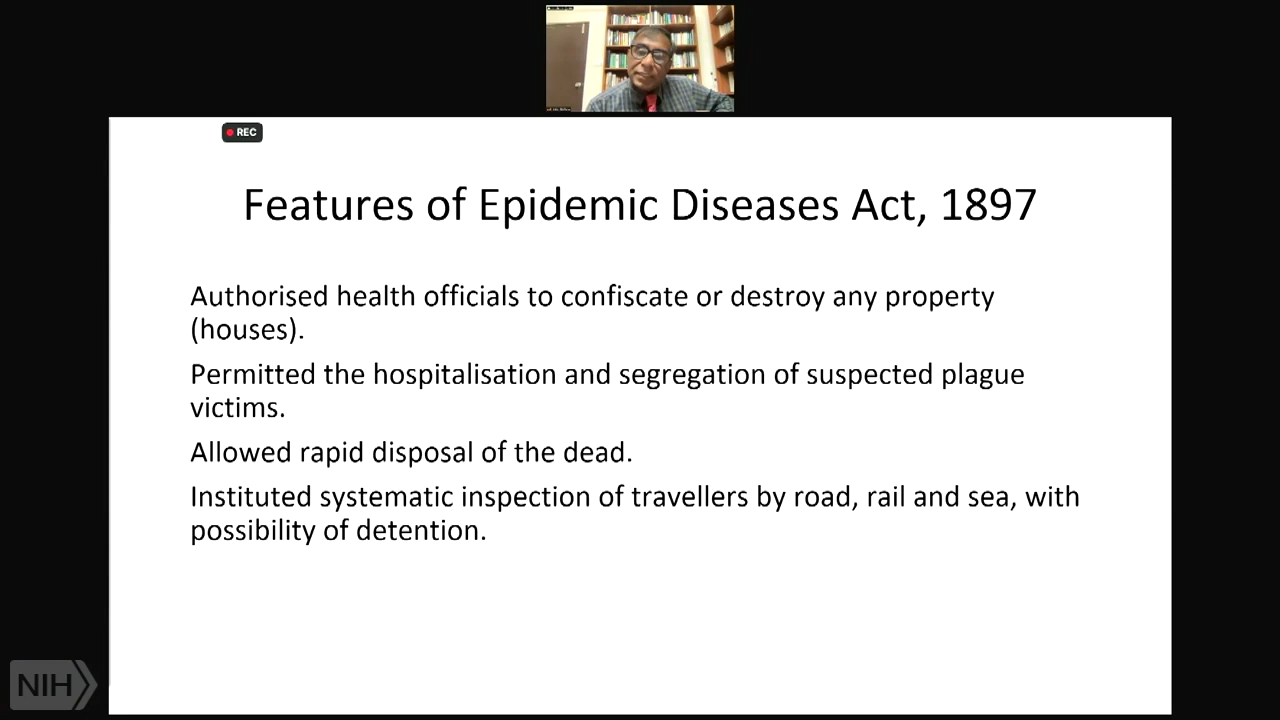 REC
Features of Epidemic Diseases Act, 1897
Authorised health officials to confiscate or destroy any property
(houses).
Permitted the hospitalisation and segregation of suspected plague
victims.
Allowed rapid disposal of the dead.
Instituted systematic inspection of travellers by road, rail and sea, with
possibility of detention.
NIH